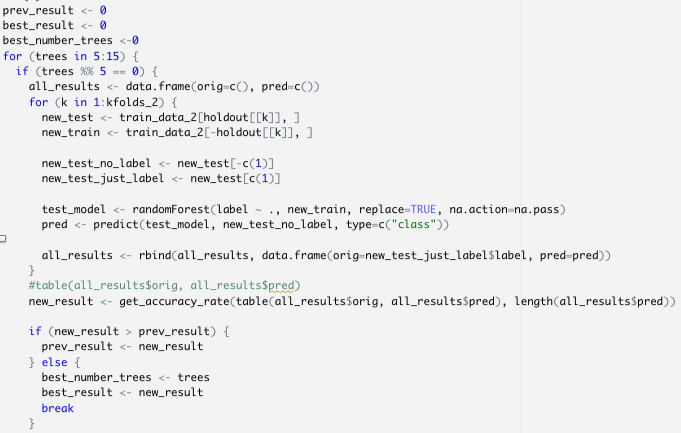 prev_result <- 0
best_result <- 0
best_number_trees <-0
for (trees in 5:15) {
  if (trees %% 5 == 0) {
    all_results <- data.frame(orig=c(), pred=c())
    for (k in 1:kfolds_2) {
      new_test <- train_data_2[holdout[[k]], ]
      new_train <- train_data_2[-holdout[[k]], ]

      new_test_no_label <- new_test[-c(1)]
      new_test_just_label <- new_test[c(1)]

      test_model <- randomForest(label ~ ., new_train, replace=TRUE, na.action=na.pass)
      pred <- predict(test_model, new_test_no_label, type=c("class"))

      all_results <- rbind(all_results, data.frame(orig=new_test_just_label$label, pred=pred))
    }
    #table(all_results$orig, all_results$pred)
    new_result <- get_accuracy_rate(table(all_results$orig, all_results$pred), length(all_results$pred))

    if (new_result > prev_result) {
      prev_result <- new_result
    } else {
      best_number_trees <- trees
      best_result <- new_result
      break
    }